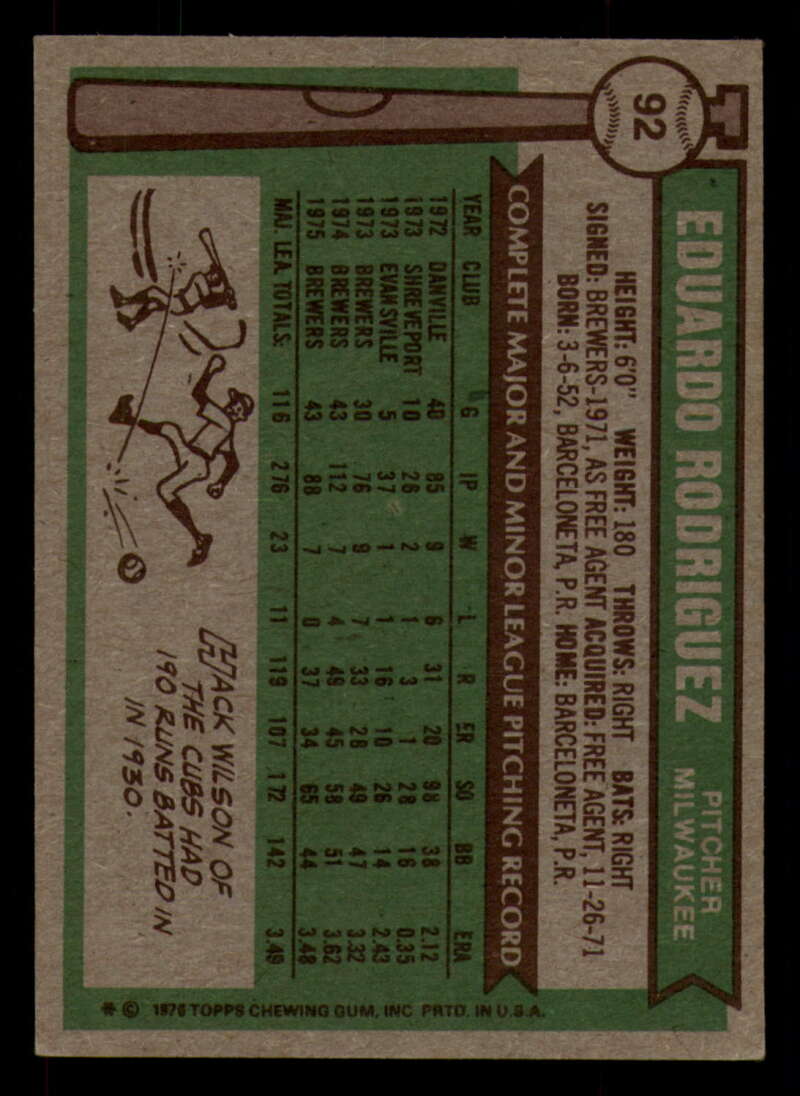 92
EDUARDO RODRIGUEZ
PITCHER
MILWAUKEE
HEIGHT: 6'0" WEIGHT: 180 THROWS: RIGHT BATS: RIGHT
SIGNED: BREWERS-1971, AS FREE AGENT ACQUIRED: FREE AGENT, 11-26-71
BORN: 3-6-52, BARCELONETA, P.R. HOME: BARCELONETA, P.R.
COMPLETE MAJOR AND MINOR LEAGUE PITCHING RECORD
YEAR CLUB G IP W L R ER SO BB ERA
1972 DANVILLE 40 85 9 6 31 20 98 38 2.12
1973 SHREVEPORT 10 26 2 1 3 1 28 16 0.35
1973 EVANSVILLE 5 37 1 1 16 10 26 14 2.43
1973 BREWERS 30 76 9 7 33 28 49 47 3.32
1974 BREWERS 43 112 7 4 49 45 58 51 3.62
1975 BREWERS 43 88 7 0 37 34 65 44 3.48
MAJ. LEA. TOTALS: 116 276 23 11 119 107 172 142 3.49
HACK WILSON OF
THE CUBS HAD
190 RUNS BATTED IN
IN 1930.
* © 1976 TOPPS CHEWING GUM, INC. PRTD. IN U.S.A.